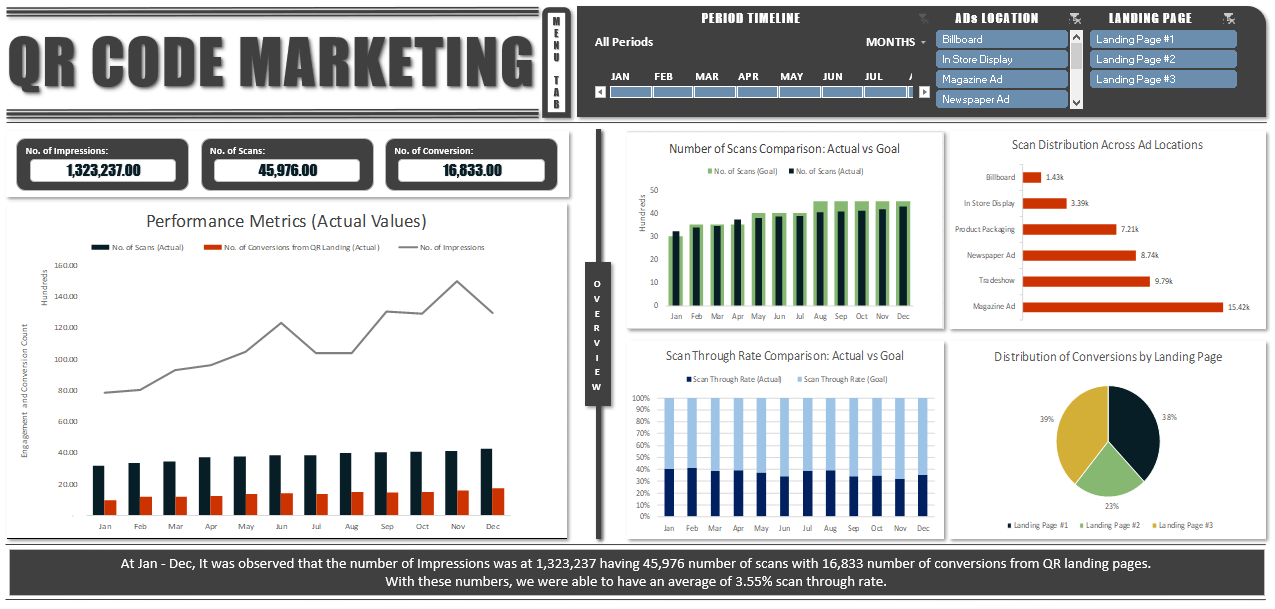 QR CODE MARKETING
MENU TAB
PERIOD TIMELINE
All Periods
MONTHS
JAN FEB MAR APR MAY JUN JUL
ADs LOCATION
Billboard
In Store Display
Magazine Ad
Newspaper Ad
LANDING PAGE
Landing Page #1
Landing Page #2
Landing Page #3
No. of Impressions:
1,323,237.00
No. of Scans:
45,976.00
No. of Conversion:
16,833.00
Performance Metrics (Actual Values)
No. of Scans (Actual) No. of Conversions from QR Landing (Actual) No. of Impressions
Hundreds
Engagement and Conversion Count
160.00
140.00
120.00
100.00
80.00
60.00
40.00
20.00
-
Jan Feb Mar Apr May Jun Jul Aug Sep Oct Nov Dec
OVERVIEW
Number of Scans Comparison: Actual vs Goal
No. of Scans (Goal) No. of Scans (Actual)
Hundreds
50
40
30
20
10
0
Jan Feb Mar Apr May Jun Jul Aug Sep Oct Nov Dec
Scan Distribution Across Ad Locations
Billboard 1.43k
In Store Display 3.39k
Product Packaging 7.21k
Newspaper Ad 8.74k
Tradeshow 9.79k
Magazine Ad 15.42k
Scan Through Rate Comparison: Actual vs Goal
Scan Through Rate (Actual) Scan Through Rate (Goal)
100%
90%
80%
70%
60%
50%
40%
30%
20%
10%
0%
Jan Feb Mar Apr May Jun Jul Aug Sep Oct Nov Dec
Distribution of Conversions by Landing Page
39%
38%
23%
Landing Page #1 Landing Page #2 Landing Page #3
At Jan - Dec, It was observed that the number of Impressions was at 1,323,237 having 45,976 number of scans with 16,833 number of conversions from QR landing pages.
With these numbers, we were able to have an average of 3.55% scan through rate.